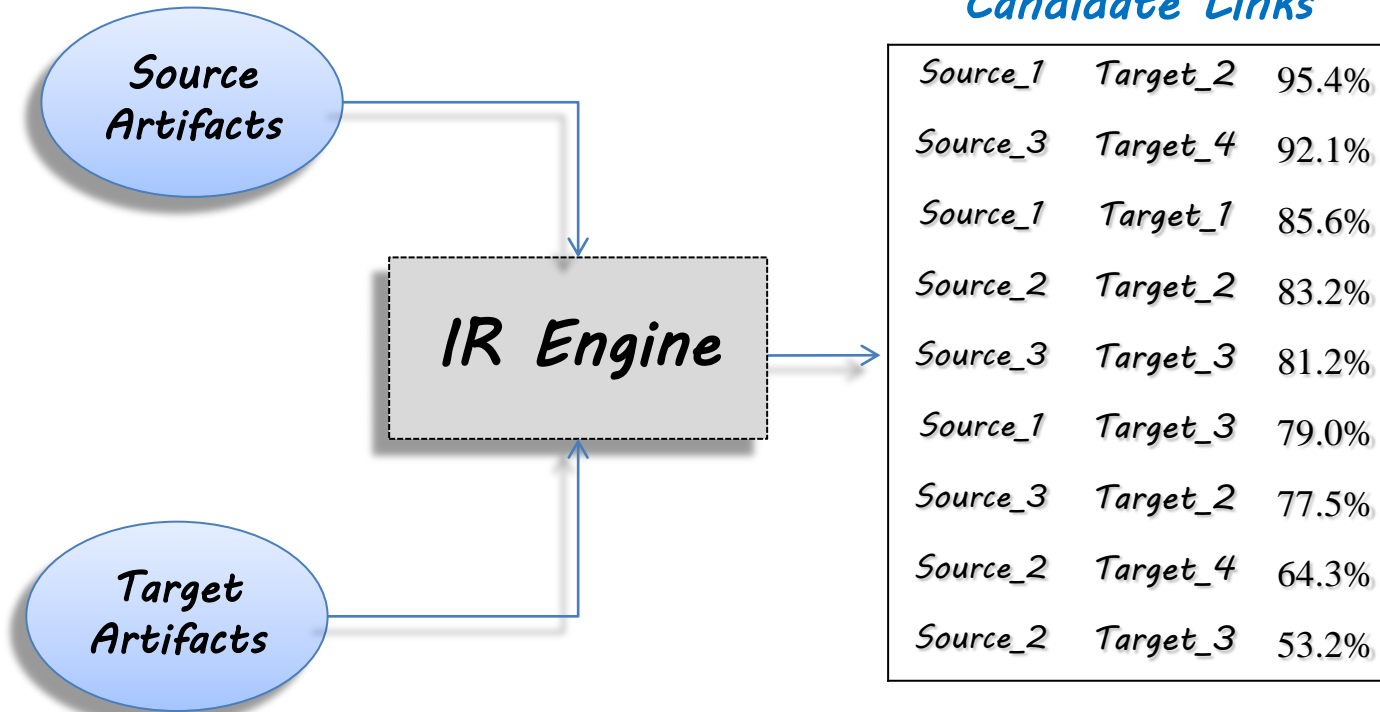 Candidate Links
Source
Artifacts
IR Engine
Target
Artifacts
Source_1 Target_2 95.4%
Source_3 Target_4 92.1%
Source_1 Target_1 85.6%
Source_2 Target_2 83.2%
Source_3 Target_3 81.2%
Source_1 Target_3 79.0%
Source_3 Target_2 77.5%
Source_2 Target_4 64.3%
Source_2 Target_3 53.2%